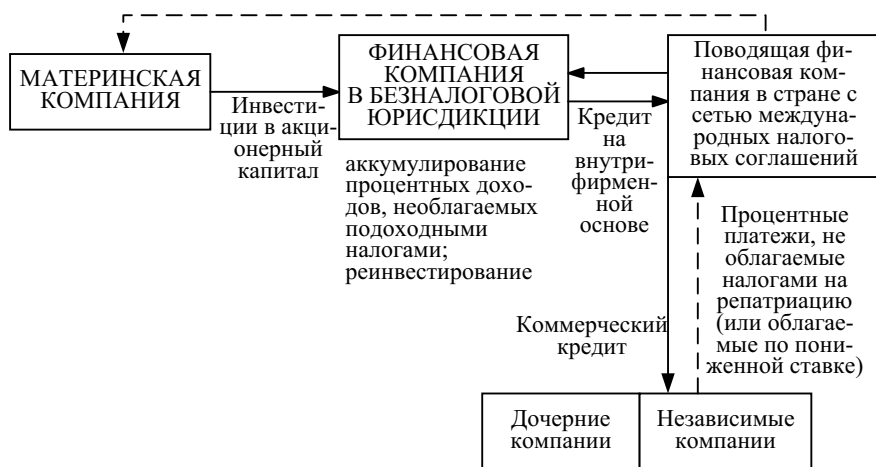 МАТЕРИНСКАЯ
КОМПАНИЯ
Инвести-
ции в акци-
онерный
капитал
ФИНАНСОВАЯ
КОМПАНИЯ
В БЕЗНАЛОГОВОЙ
ЮРИСДИКЦИИ
аккумулирование
процентных дохо-
дов, необлагаемых
подоходными
налогами;
реинвестирование
Кредит
на
внутри-
фирмен-
ной
основе
Поводящая фи-
нансовая ком-
пания в стране с
сетью междуна-
родных налого-
вых соглашений
Процентные
платежи, не
облагаемые
налогами на
репатриацию
(или облагае-
мые по пони-
женной ставке)
Коммерческий
кредит
Дочерние
компании
Независимые
компании